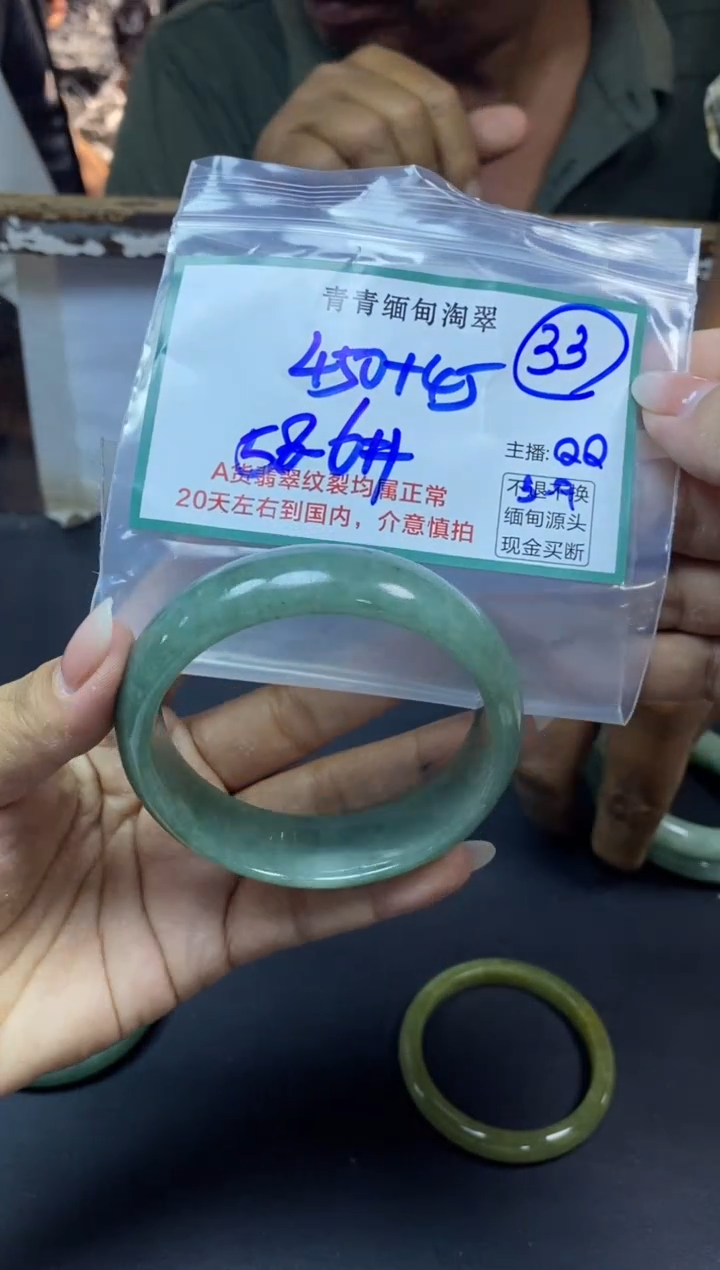 青青缅甸淘翠
33
450+45
58-6#
主播: QQ
A货翡翠纹裂均属正常
20天左右到国内，介意慎拍
不退不换
缅甸源头
现金买断